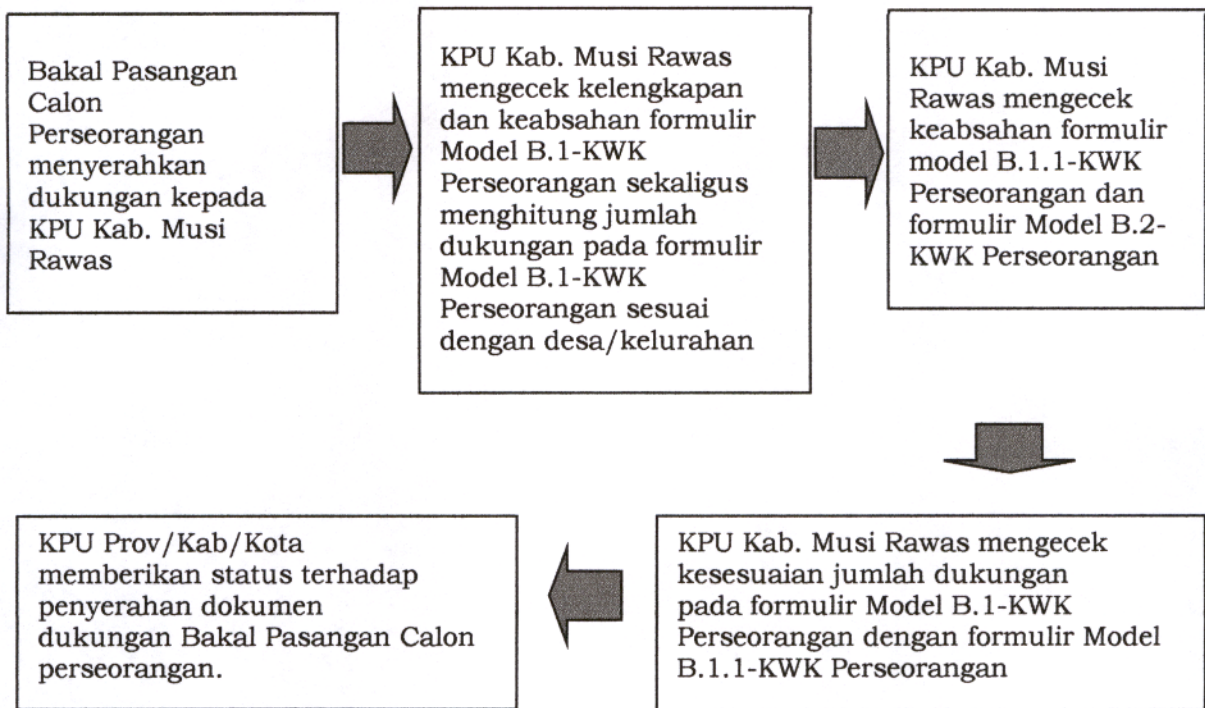 Bakal Pasangan
Calon
Perseorangan
menyerahkan
dukungan kepada
KPU Kab. Musi
Rawas
KPU Kab. Musi Rawas
mengecek kelengkapan
dan keabsahan formulir
Model B.1-KWK
Perseorangan sekaligus
menghitung jumlah
dukungan pada formulir
Model B.1-KWK
Perseorangan sesuai
dengan desa/kelurahan
KPU Kab. Musi
Rawas mengecek
keabsahan formulir
model B.1.1-KWK
Perseorangan dan
formulir Model B.2-
KWK Perseorangan
KPU Kab. Musi Rawas mengecek
kesesuaian jumlah dukungan
pada formulir Model B.1-KWK
Perseorangan dengan formulir Model
B.1.1-KWK Perseorangan
KPU Prov/Kab/Kota
memberikan status terhadap
penyerahan dokumen
dukungan Bakal Pasangan Calon
perseorangan.